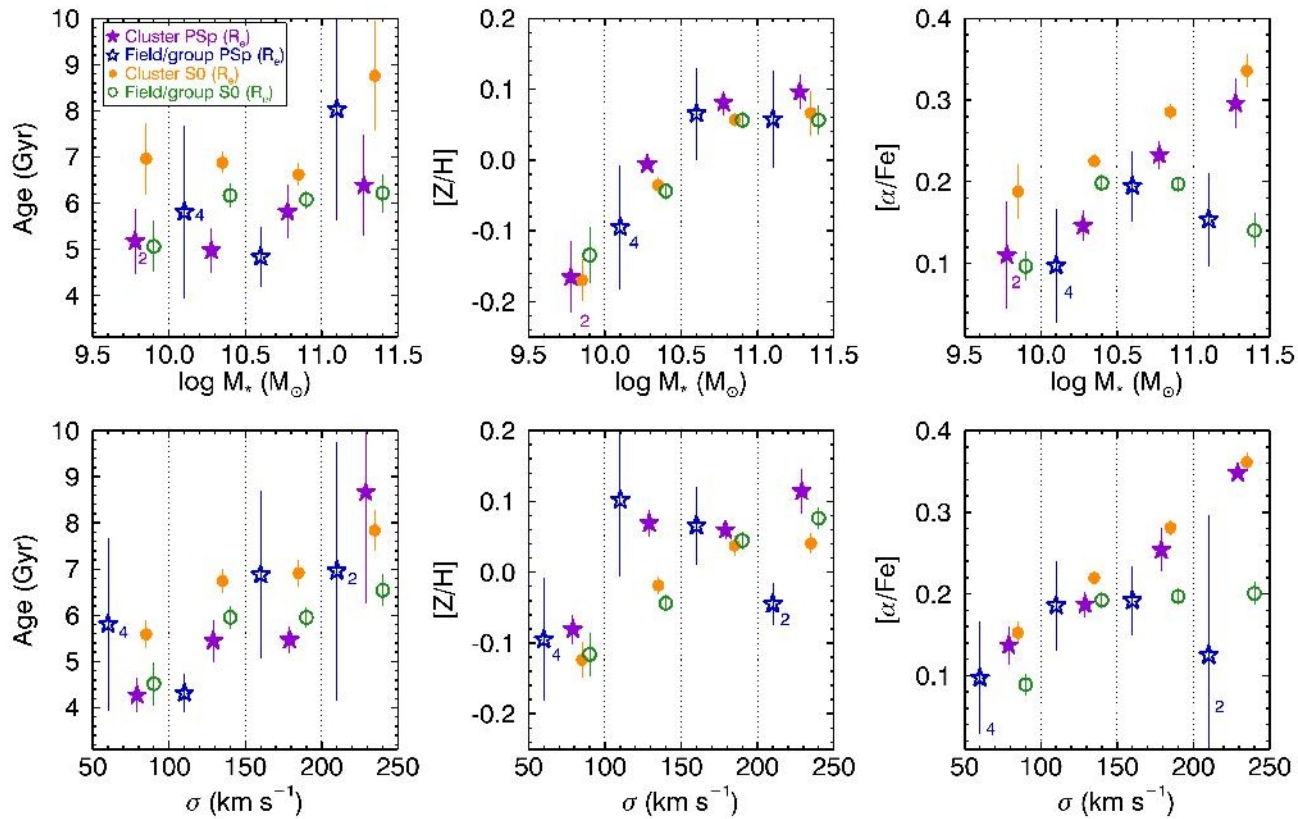 Cluster PSp (Re)
Field/group PSp (Re)
Cluster S0 (Re)
Field/group S0 (Re)
Age (Gyr)
10
9
8
7
6
5
4
2
4
9.5 10.0 10.5 11.0 11.5
log M* (M⊙)
[Z/H]
0.2
0.1
0.0
-0.1
-0.2
2
4
9.5 10.0 10.5 11.0 11.5
log M* (M⊙)
[α/Fe]
0.4
0.3
0.2
0.1
2
4
9.5 10.0 10.5 11.0 11.5
log M* (M⊙)
Age (Gyr)
10
9
8
7
6
5
4
4
2
50 100 150 200 250
σ (km s⁻¹)
[Z/H]
0.2
0.1
0.0
-0.1
-0.2
4
2
50 100 150 200 250
σ (km s⁻¹)
[α/Fe]
0.4
0.3
0.2
0.1
4
2
50 100 150 200 250
σ (km s⁻¹)